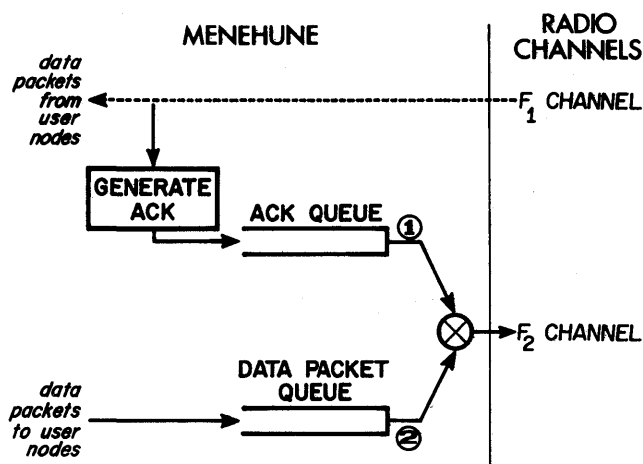 MENEHUNE
RADIO
CHANNELS
data
packets
from
user
nodes
F1 CHANNEL
GENERATE
ACK
ACK QUEUE
①
F2 CHANNEL
DATA PACKET
QUEUE
data
packets
to user
nodes
②